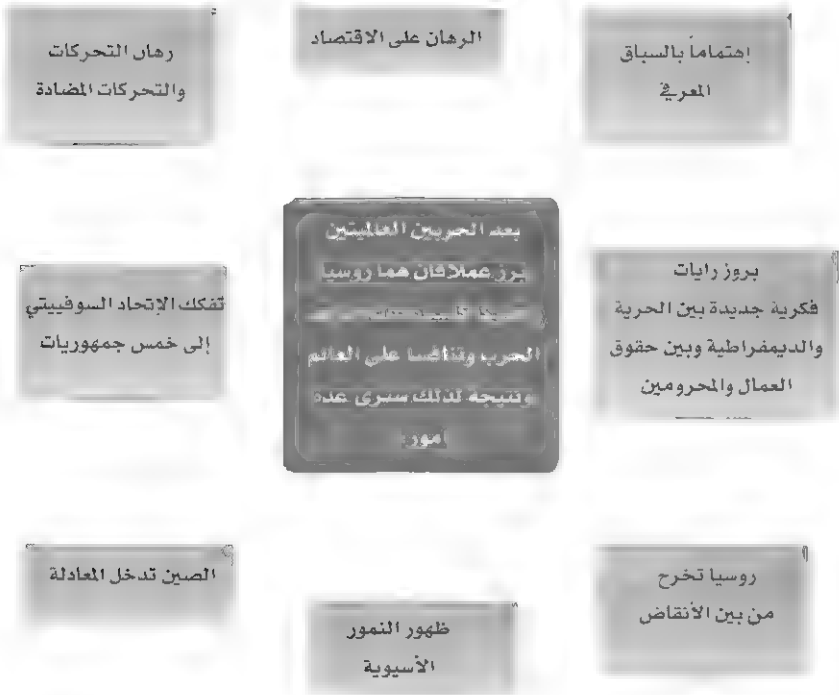 إهتماماً بالسباق
المعرفي
الرهان على الاقتصاد
رهان التحركات
والتحركات المضادة
بعد الحربين العالميتين
برز عملاقان هما روسيا
الحرب وتنافسا على العالم
ونتيجة لذلك سنرى عدة
أمور:
بروز رايات
فكرية جديدة بين الحرية
والديمقراطية وبين حقوق
العمال والمحرومين
تفكك الإتحاد السوفييتي
إلى خمس جمهوريات
روسيا تخرج
من بين الأنقاض
ظهور النمور
الأسيوية
الصين تدخل المعادلة